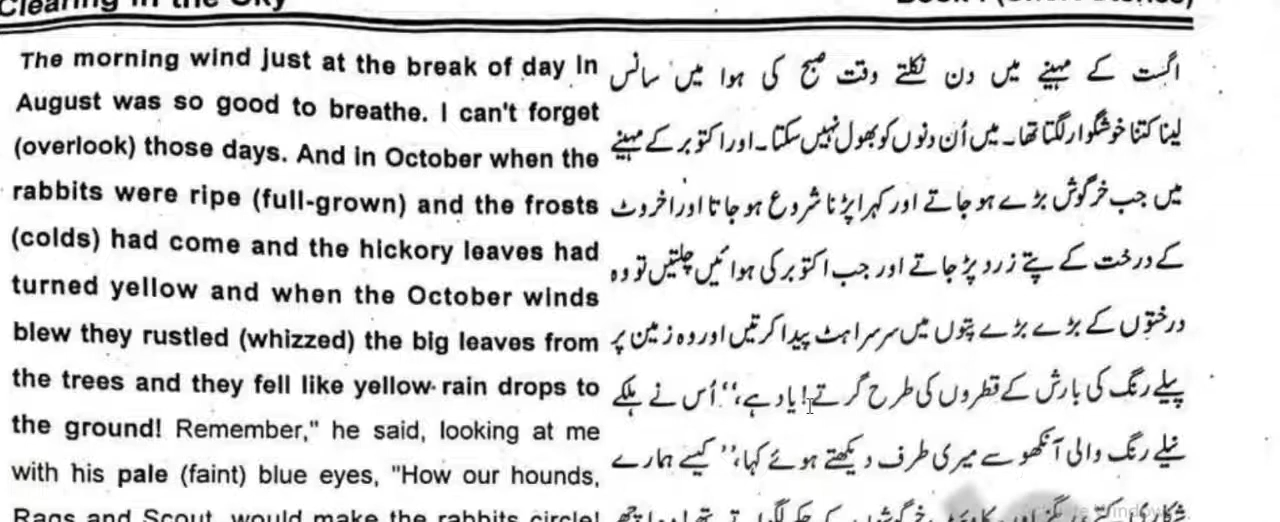 Clearing in the Sky
The morning wind just at the break of day in
August was so good to breathe. I can't forget
(overlook) those days. And in October when the
rabbits were ripe (full-grown) and the frosts
(colds) had come and the hickory leaves had
turned yellow and when the October winds
blew they rustled (whizzed) the big leaves from
the trees and they fell like yellow rain drops to
the ground! Remember," he said, looking at me
with his pale (faint) blue eyes, "How our hounds,
Rags and Scout, would make the rabbits circle!
اگست کے مہینے میں دن نکلتے وقت صبح کی ہوا میں سانس
لینا کتنا خوشگوار لگتا تھا۔ میں اُن دنوں کو بھول نہیں سکتا۔ اور اکتوبر کے مہینے
میں جب خرگوش بڑے ہو جاتے اور کہرا پڑنا شروع ہو جاتا اور اخروٹ
کے درخت کے پتے زرد پڑ جاتے اور جب اکتوبر کی ہوائیں چلتیں تو وہ
درختوں کے بڑے بڑے پتوں میں سرسراہٹ پیدا کرتیں اور وہ زمین پر
پیلے رنگ کی بارش کے قطروں کی طرح گرتے! یاد ہے،‘‘ اُس نے ہلکے
نیلے رنگ والی آنکھو سے میری طرف دیکھتے ہوئے کہا، ’’کیسے ہمارے